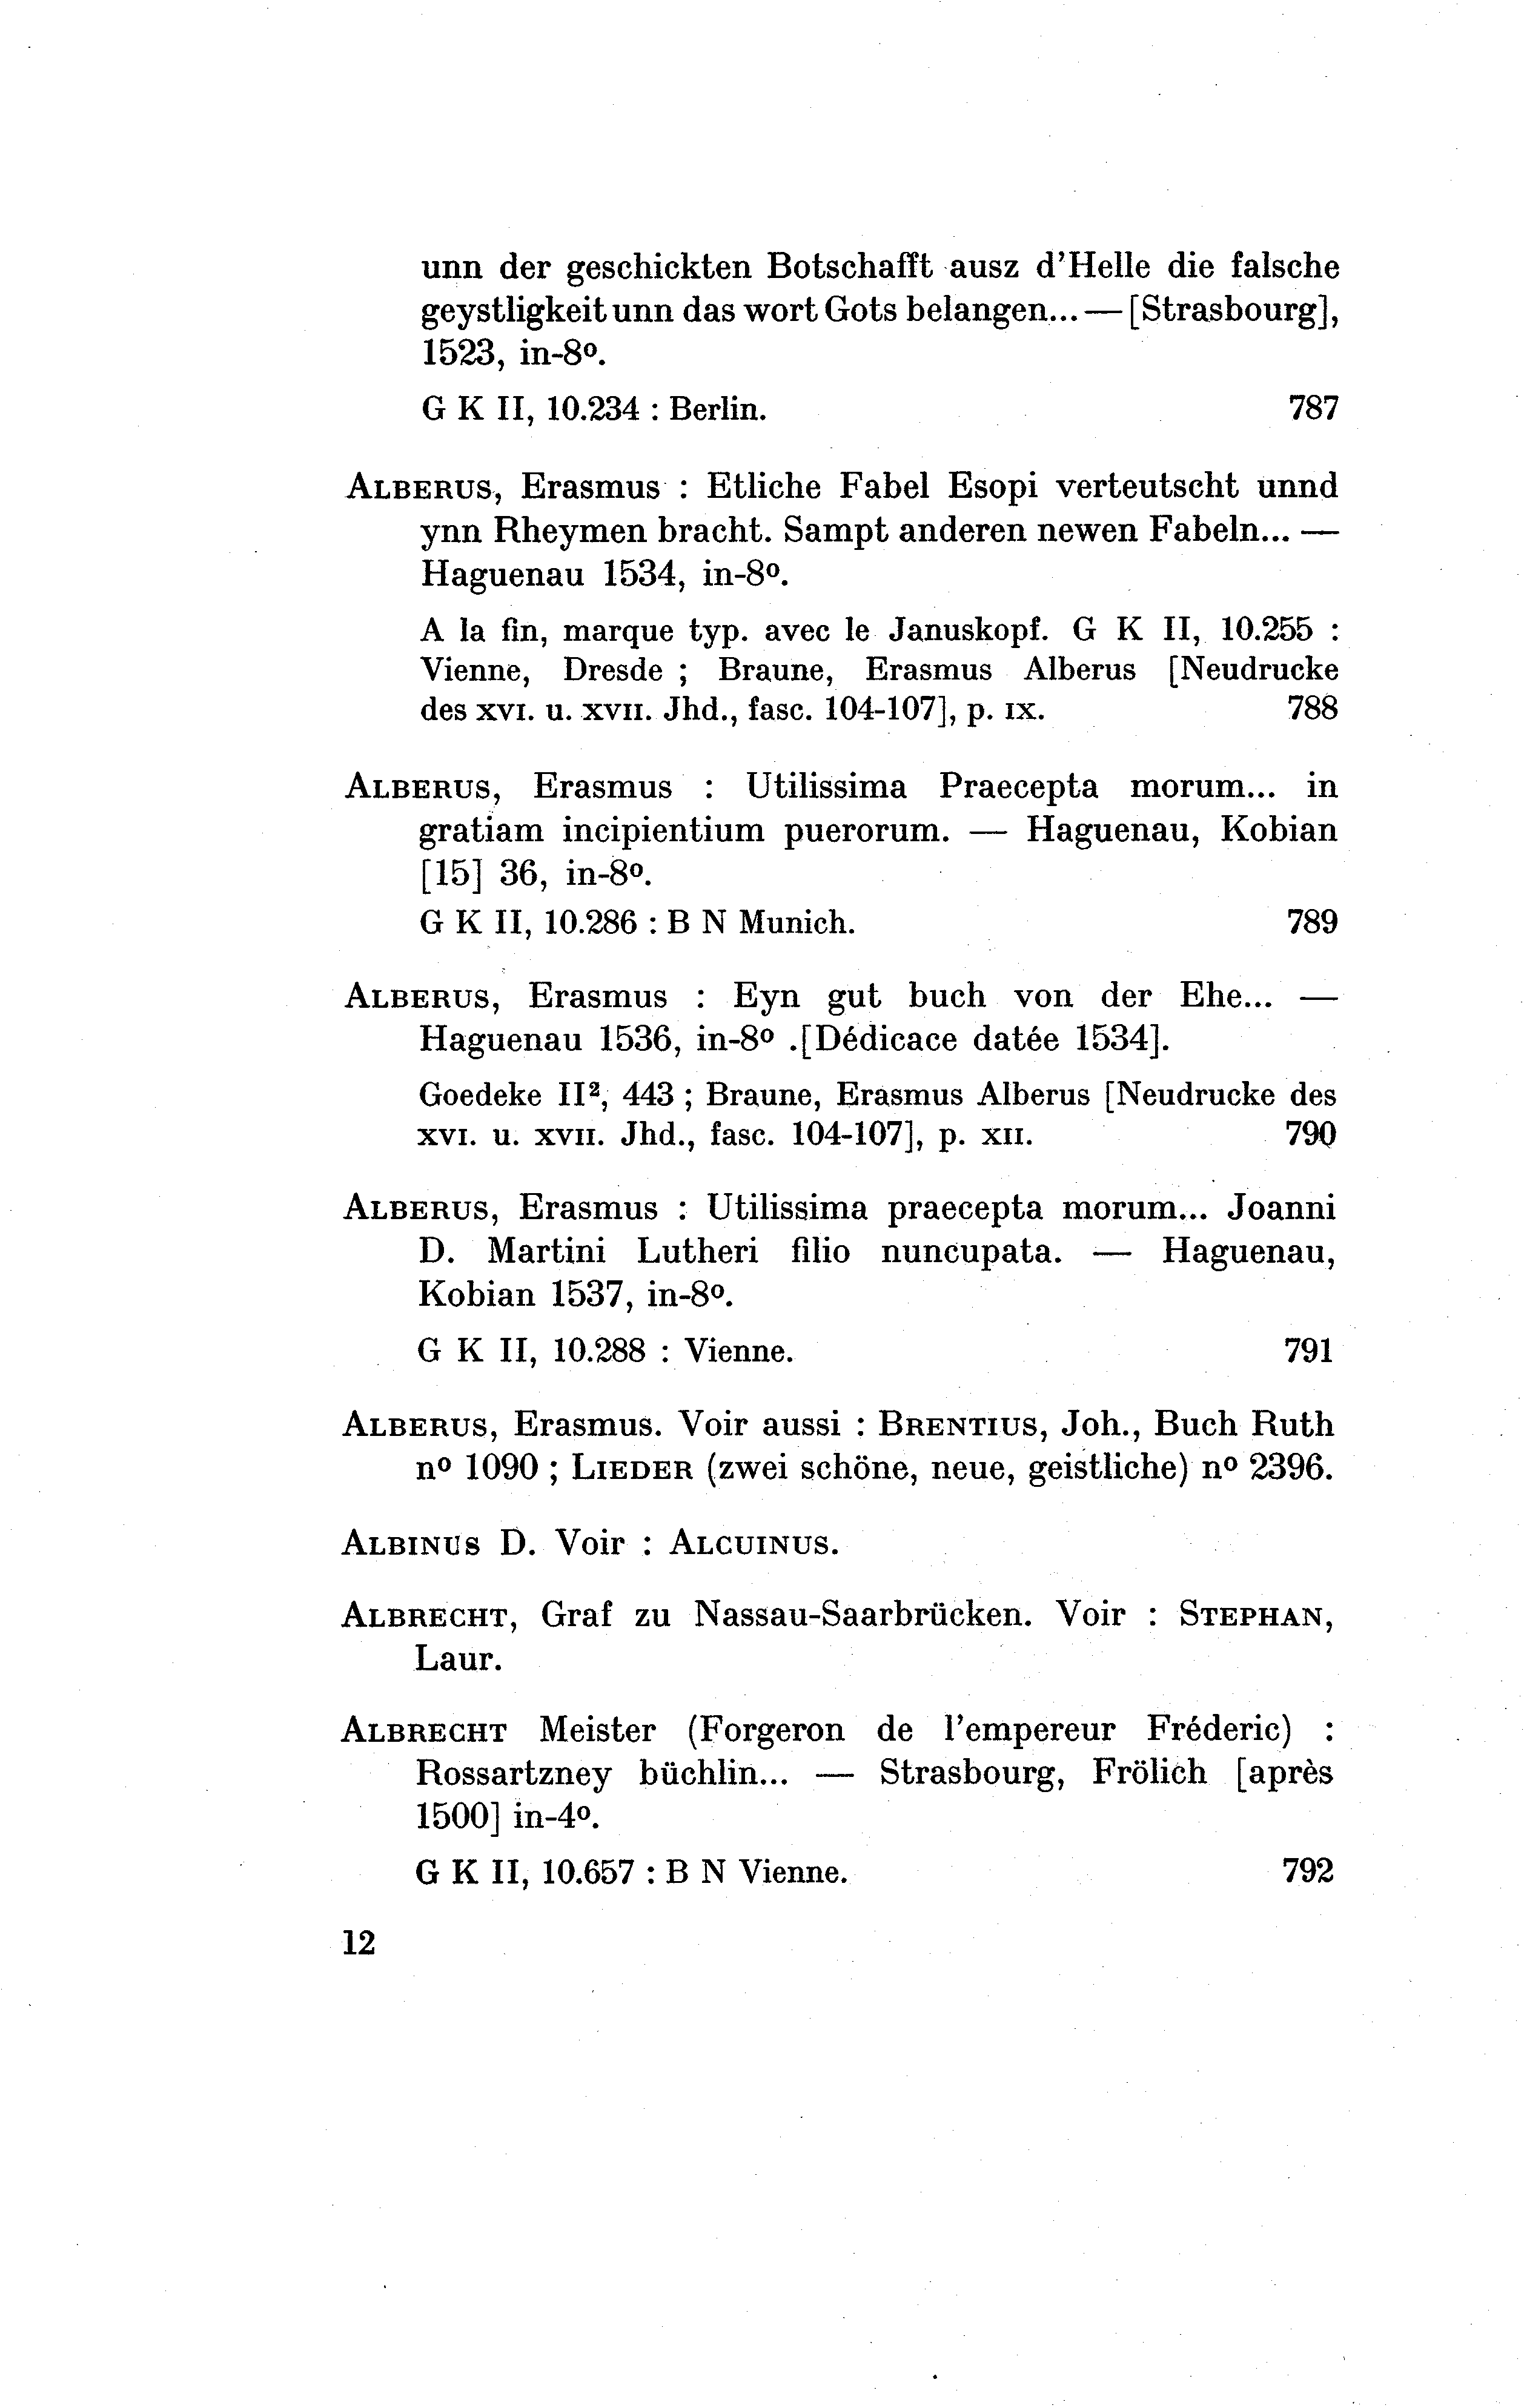 unn der geschickten Botschafft ausz d'Helle die falsche
geystligkeit unn das wort Gots belangen... — [Strasbourg],
1523, in-8º.
G K II, 10.234 : Berlin. 787
ALBERUS, Erasmus : Etliche Fabel Esopi verteutscht unnd
ynn Rheymen bracht. Sampt anderen newen Fabeln... —
Haguenau 1534, in-8º.
A la fin, marque typ. avec le Januskopf. G K II, 10.255 :
Vienne, Dresde ; Braune, Erasmus Alberus [Neudrucke
des XVI. u. XVII. Jhd., fasc. 104-107], p. IX. 788
ALBERUS, Erasmus : Utilissima Praecepta morum... in
gratiam incipientium puerorum. — Haguenau, Kobian
[15] 36, in-8º.
G K II, 10.286 : B N Munich. 789
ALBERUS, Erasmus : Eyn gut buch von der Ehe... —
Haguenau 1536, in-8º .[Dédicace datée 1534].
Goedeke II², 443 ; Braune, Erasmus Alberus [Neudrucke des
XVI. u. XVII. Jhd., fasc. 104-107], p. XII. 790
ALBERUS, Erasmus : Utilissima praecepta morum... Joanni
D. Martini Lutheri filio nuncupata. — Haguenau,
Kobian 1537, in-8º.
G K II, 10.288 : Vienne. 791
ALBERUS, Erasmus. Voir aussi : BRENTIUS, Joh., Buch Ruth
nº 1090 ; LIEDER (zwei schöne, neue, geistliche) nº 2396.
ALBINUS D. Voir : ALCUINUS.
ALBRECHT, Graf zu Nassau-Saarbrücken. Voir : STEPHAN,
Laur.
ALBRECHT Meister (Forgeron de l'empereur Fréderic) :
Rossartzney büchlin... — Strasbourg, Frölich [après
1500] in-4º.
G K II, 10.657 : B N Vienne. 792
12